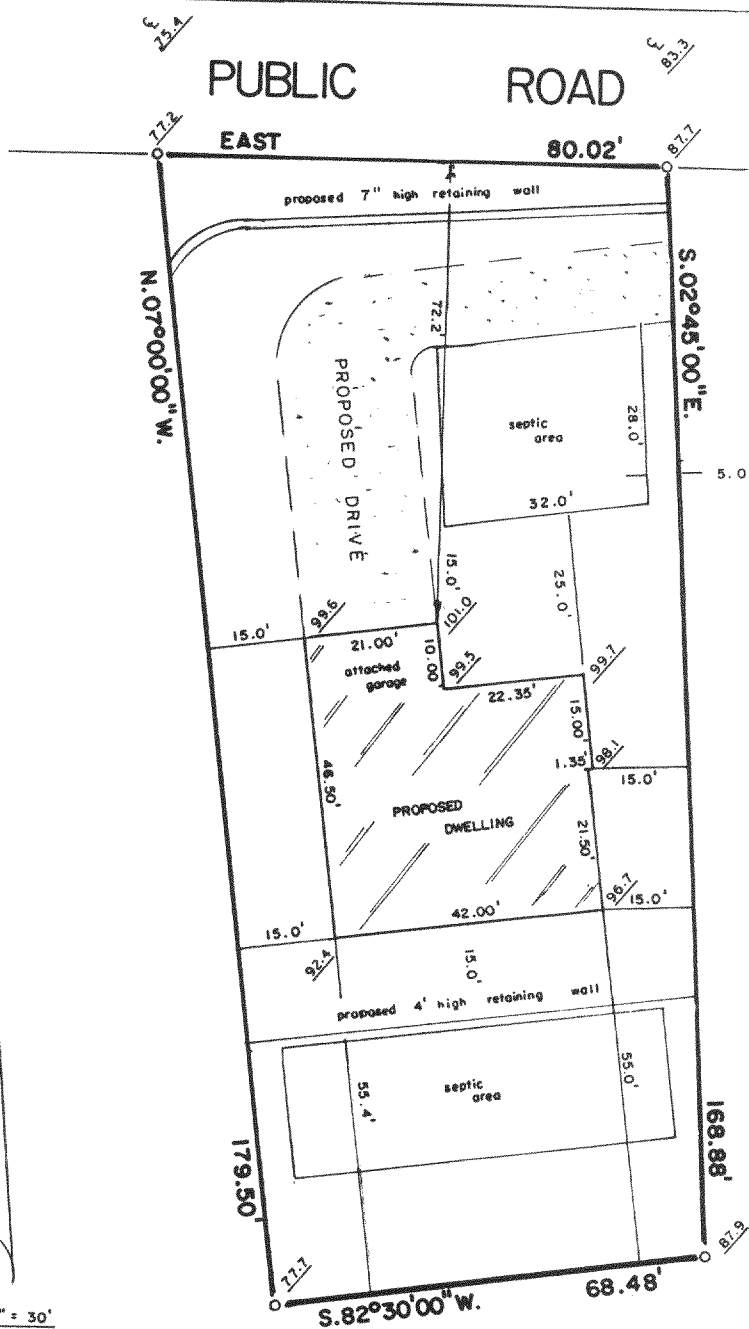 ℄ 75.4
℄ 83.3
PUBLIC ROAD
77.2
EAST 80.02'
87.7
proposed 7" high retaining wall
N.07°00'00"W.
S.02°45'00"E.
72.2'
PROPOSED DRIVE
septic
area
28.0'
32.0'
5.0
15.0'
25.0'
99.6
101.0
15.0'
21.00'
10.00
99.5
99.7
attached
garage
22.35'
15.00'
98.1
1.35'
15.0'
46.50'
PROPOSED
DWELLING
21.50'
96.7
15.0'
42.00'
15.0'
92.4
15.0'
proposed 4' high retaining wall
55.4'
septic
area
55.0'
179.50'
168.88'
77.7
87.9
S.82°30'00"W.
68.48'
" = 30'